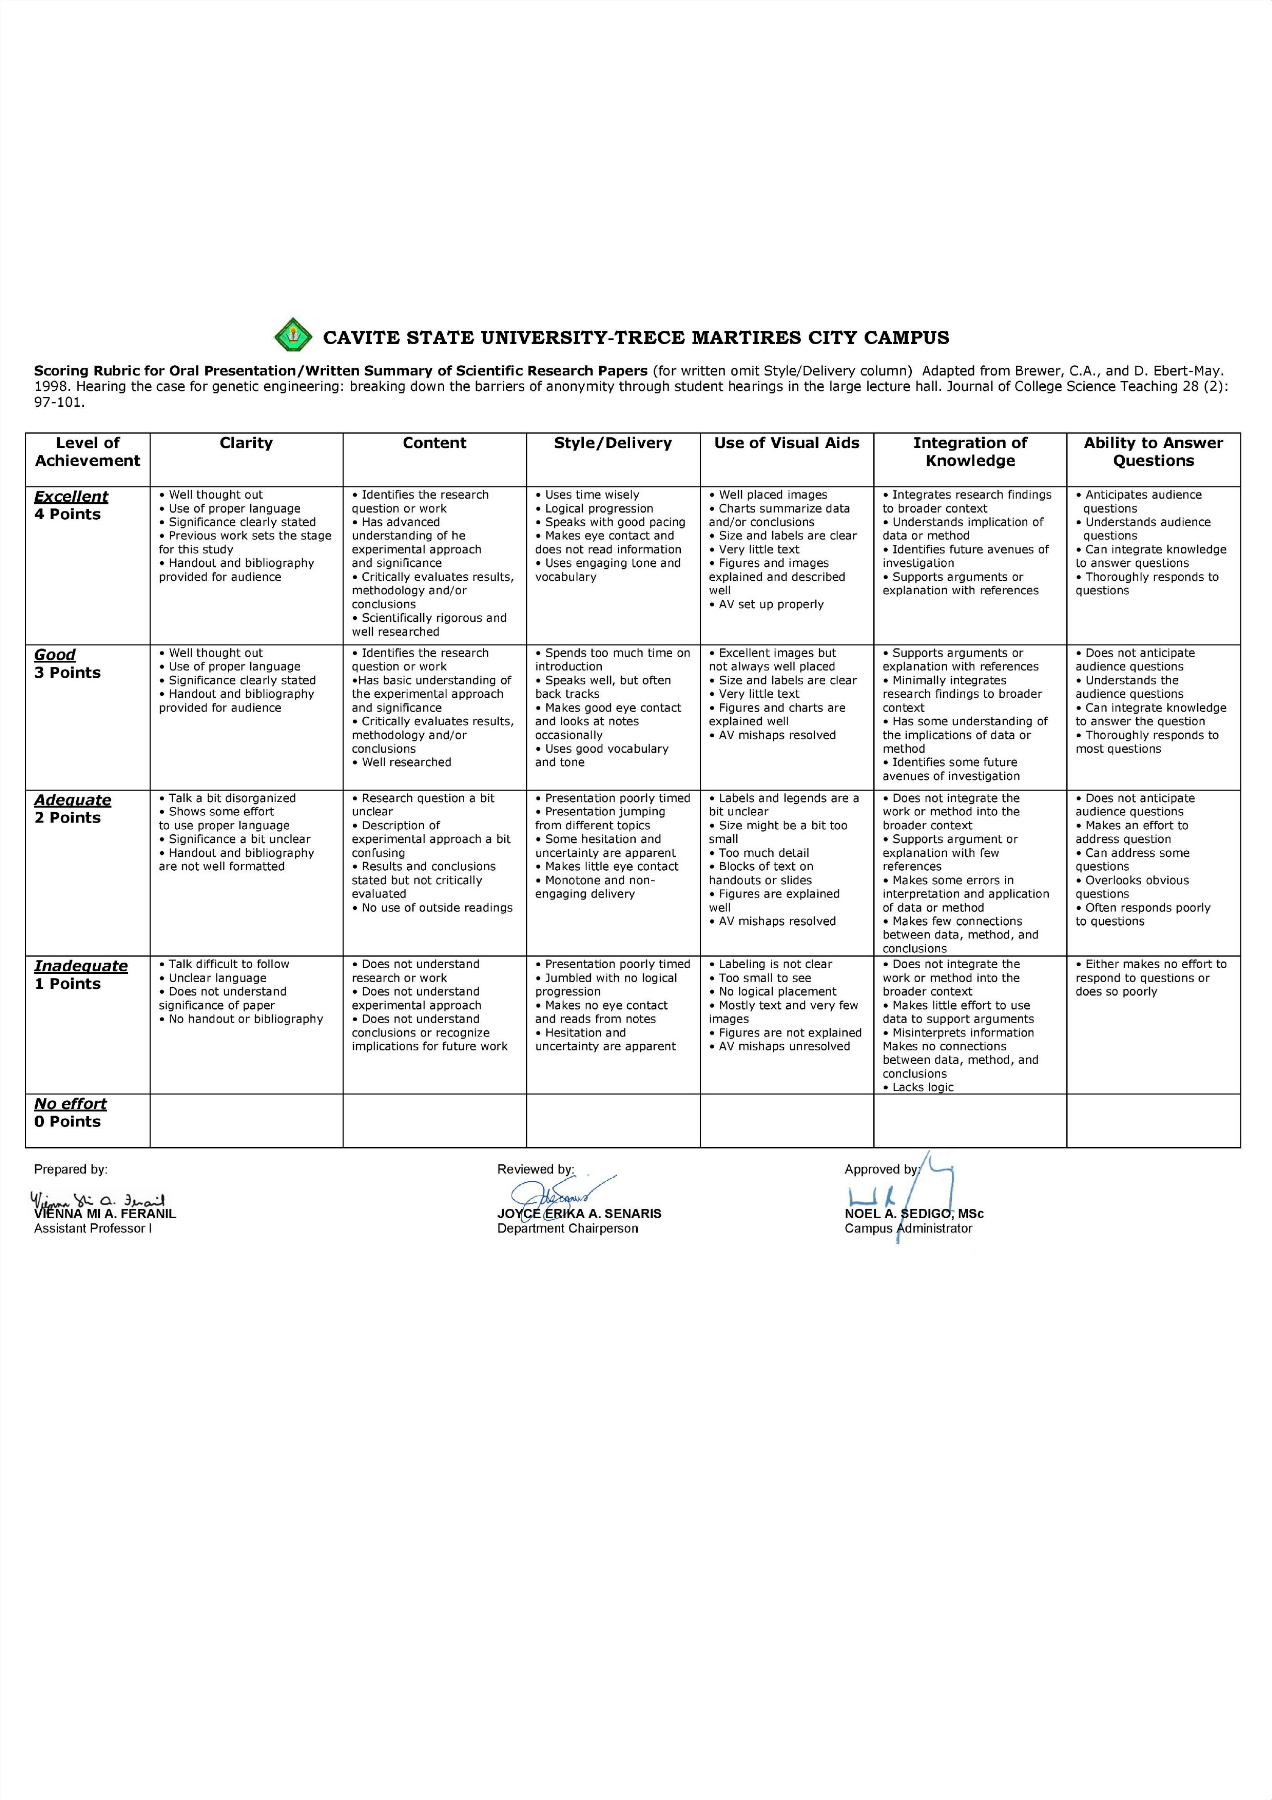 CAVITE STATE UNIVERSITY-TRECE MARTIRES CITY CAMPUS
Scoring Rubric for Oral Presentation/Written Summary of Scientific Research Papers (for written omit Style/Delivery column)  Adapted from Brewer, C.A., and D. Ebert-May.
1998. Hearing the case for genetic engineering: breaking down the barriers of anonymity through student hearings in the large lecture hall. Journal of College Science Teaching 28 (2):
97-101.
Level of
Achievement
Clarity
Content
Style/Delivery
Use of Visual Aids
Integration of
Knowledge
Ability to Answer
Questions
Excellent
4 Points
• Well thought out
• Use of proper language
• Significance clearly stated
• Previous work sets the stage
for this study
• Handout and bibliography
provided for audience
• Identifies the research
question or work
• Has advanced
understanding of he
experimental approach
and significance
• Critically evaluates results,
methodology and/or
conclusions
• Scientifically rigorous and
well researched
• Uses time wisely
• Logical progression
• Speaks with good pacing
• Makes eye contact and
does not read information
• Uses engaging tone and
vocabulary
• Well placed images
• Charts summarize data
and/or conclusions
• Size and labels are clear
• Very little text
• Figures and images
explained and described
well
• AV set up properly
• Integrates research findings
to broader context
• Understands implication of
data or method
• Identifies future avenues of
investigation
• Supports arguments or
explanation with references
• Anticipates audience
questions
• Understands audience
questions
• Can integrate knowledge
to answer questions
• Thoroughly responds to
questions
Good
3 Points
• Well thought out
• Use of proper language
• Significance clearly stated
• Handout and bibliography
provided for audience
• Identifies the research
question or work
•Has basic understanding of
the experimental approach
and significance
• Critically evaluates results,
methodology and/or
conclusions
• Well researched
• Spends too much time on
introduction
• Speaks well, but often
back tracks
• Makes good eye contact
and looks at notes
occasionally
• Uses good vocabulary
and tone
• Excellent images but
not always well placed
• Size and labels are clear
• Very little text
• Figures and charts are
explained well
• AV mishaps resolved
• Supports arguments or
explanation with references
• Minimally integrates
research findings to broader
context
• Has some understanding of
the implications of data or
method
• Identifies some future
avenues of investigation
• Does not anticipate
audience questions
• Understands the
audience questions
• Can integrate knowledge
to answer the question
• Thoroughly responds to
most questions
Adequate
2 Points
• Talk a bit disorganized
• Shows some effort
to use proper language
• Significance a bit unclear
• Handout and bibliography
are not well formatted
• Research question a bit
unclear
• Description of
experimental approach a bit
confusing
• Results and conclusions
stated but not critically
evaluated
• No use of outside readings
• Presentation poorly timed
• Presentation jumping
from different topics
• Some hesitation and
uncertainty are apparent
• Makes little eye contact
• Monotone and non-
engaging delivery
• Labels and legends are a
bit unclear
• Size might be a bit too
small
• Too much detail
• Blocks of text on
handouts or slides
• Figures are explained
well
• AV mishaps resolved
• Does not integrate the
work or method into the
broader context
• Supports argument or
explanation with few
references
• Makes some errors in
interpretation and application
of data or method
• Makes few connections
between data, method, and
conclusions
• Does not anticipate
audience questions
• Makes an effort to
address question
• Can address some
questions
• Overlooks obvious
questions
• Often responds poorly
to questions
Inadequate
1 Points
• Talk difficult to follow
• Unclear language
• Does not understand
significance of paper
• No handout or bibliography
• Does not understand
research or work
• Does not understand
experimental approach
• Does not understand
conclusions or recognize
implications for future work
• Presentation poorly timed
• Jumbled with no logical
progression
• Makes no eye contact
and reads from notes
• Hesitation and
uncertainty are apparent
• Labeling is not clear
• Too small to see
• No logical placement
• Mostly text and very few
images
• Figures are not explained
• AV mishaps unresolved
• Does not integrate the
work or method into the
broader context
• Makes little effort to use
data to support arguments
• Misinterprets information
Makes no connections
between data, method, and
conclusions
• Lacks logic
• Either makes no effort to
respond to questions or
does so poorly
No effort
0 Points
Prepared by:
VIENNA MI A. FERANIL
Assistant Professor I
Reviewed by:
JOYCE ERIKA A. SENARIS
Department Chairperson
Approved by:
NOEL A. SEDIGO, MSc
Campus Administrator